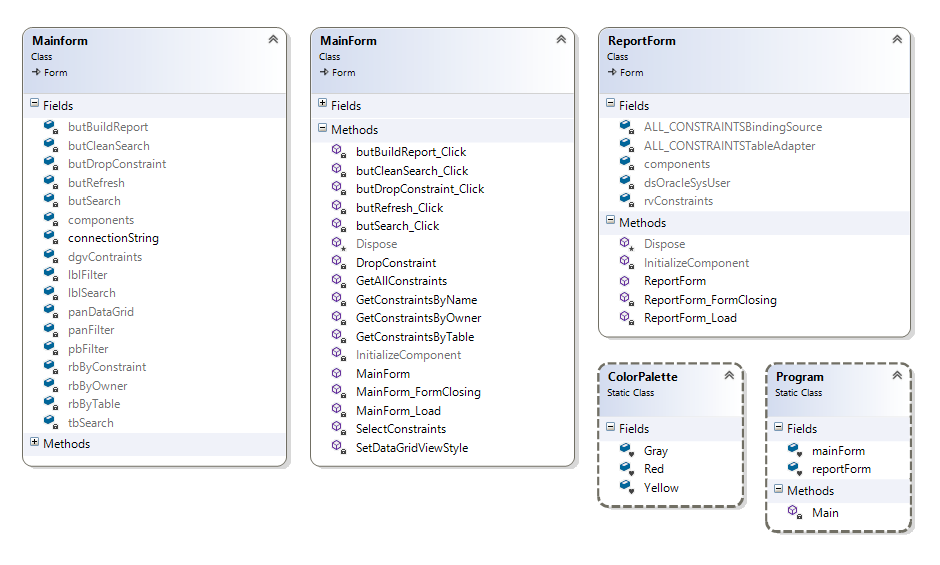 Mainform
Class
Form
Fields
butBuildReport
butCleanSearch
butDropConstraint
butRefresh
butSearch
components
connectionString
dgvContraints
lblFilter
lblSearch
panDataGrid
panFilter
pbFilter
rbByConstraint
rbByOwner
rbByTable
tbSearch
Methods
MainForm
Class
Form
Fields
Methods
butBuildReport_Click
butCleanSearch_Click
butDropConstraint_Click
butRefresh_Click
butSearch_Click
Dispose
DropConstraint
GetAllConstraints
GetConstraintsByName
GetConstraintsByOwner
GetConstraintsByTable
InitializeComponent
MainForm
MainForm_FormClosing
MainForm_Load
SelectConstraints
SetDataGridViewStyle
ReportForm
Class
Form
Fields
ALL_CONSTRAINTSBindingSource
ALL_CONSTRAINTSTableAdapter
components
dsOracleSysUser
rvConstraints
Methods
Dispose
InitializeComponent
ReportForm
ReportForm_FormClosing
ReportForm_Load
ColorPalette
Static Class
Fields
Gray
Red
Yellow
Program
Static Class
Fields
mainForm
reportForm
Methods
Main